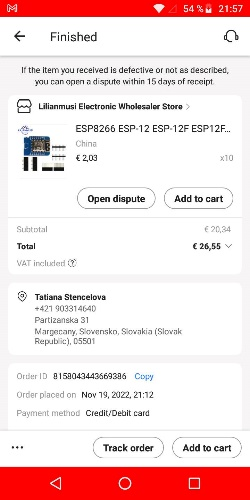 54 % 21:57
Finished
If the item you received is defective or not as described,
you can open a dispute within 15 days of receipt.
Lilianmusi Electronic Wholesaler Store >
ESP8266 ESP-12 ESP-12F ESP12F...
China
€ 2,03 x10
Open dispute Add to cart
Subtotal € 20,34
Total € 26,55
VAT included ?
Tatiana Stencelova
+421 903314640
Partizanska 31
Margecany, Slovensko, Slovakia (Slovak
Republic), 05501
Order ID 8158043443669386 Copy
Order placed on Nov 19, 2022, 21:12
Payment method Credit/Debit card
Track order Add to cart